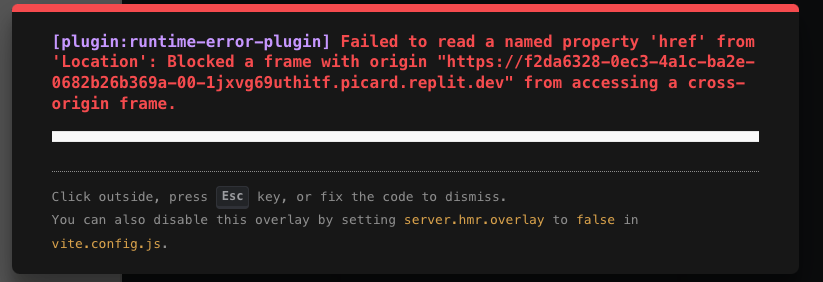 [plugin:runtime-error-plugin] Failed to read a named property 'href' from
'Location': Blocked a frame with origin "https://f2da6328-0ec3-4a1c-ba2e-
0682b26b369a-00-1jxvg69uthitf.picard.replit.dev" from accessing a cross-
origin frame.
Click outside, press Esc key, or fix the code to dismiss.
You can also disable this overlay by setting server.hmr.overlay to false in
vite.config.js.